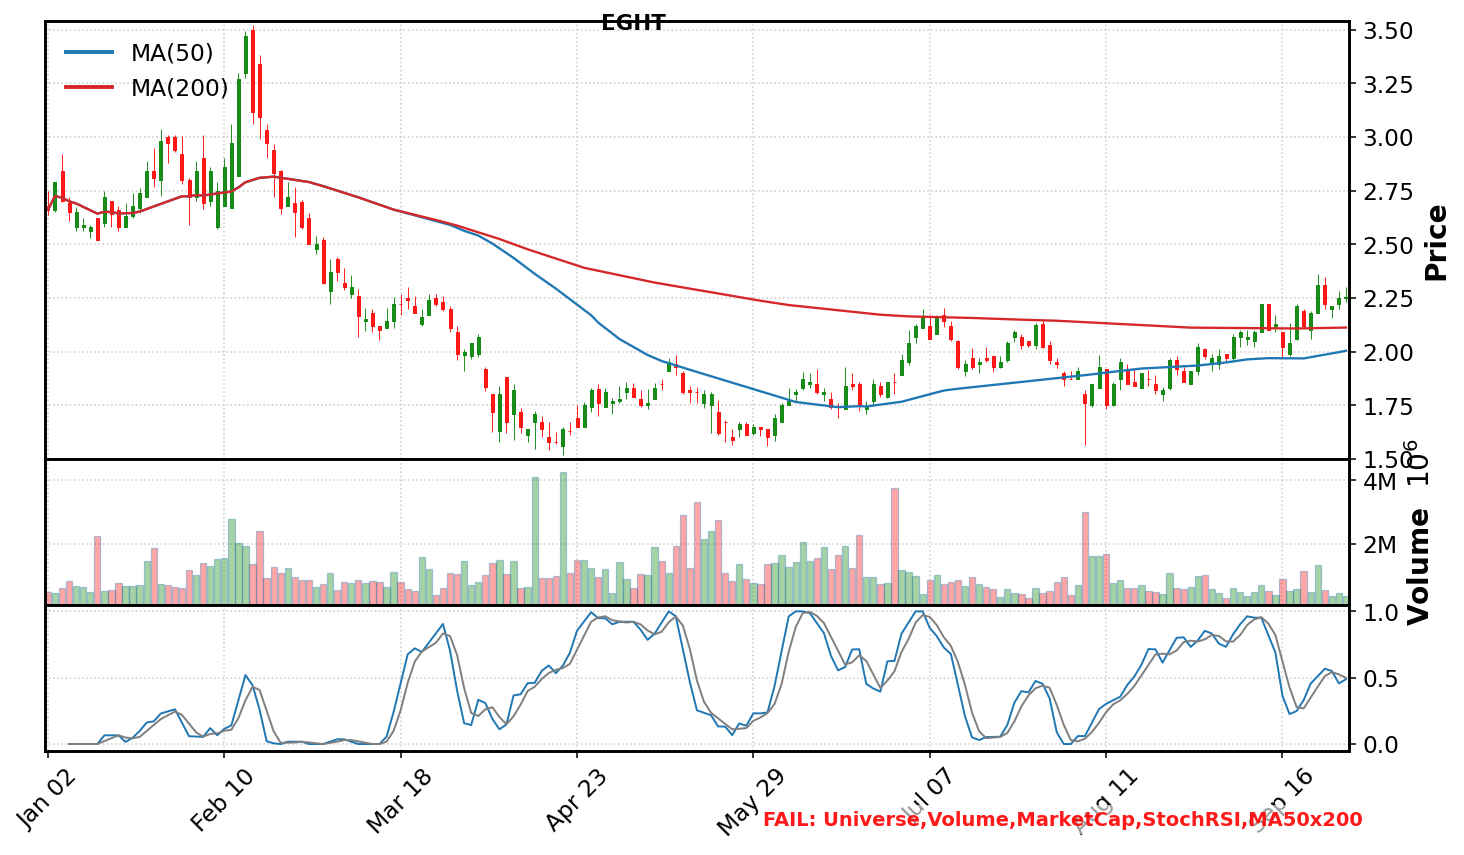 EGHT
MA(50)
MA(200)
3.50
3.25
3.00
2.75
2.50
2.25
2.00
1.75
1.50
Price
4M
2M
Volume 10^6
1.0
0.5
0.0
Jan 02
Feb 10
Mar 18
Apr 23
May 29
Jul 07
Aug 11
Sep 16
FAIL: Universe,Volume,MarketCap,StochRSI,MA50x200